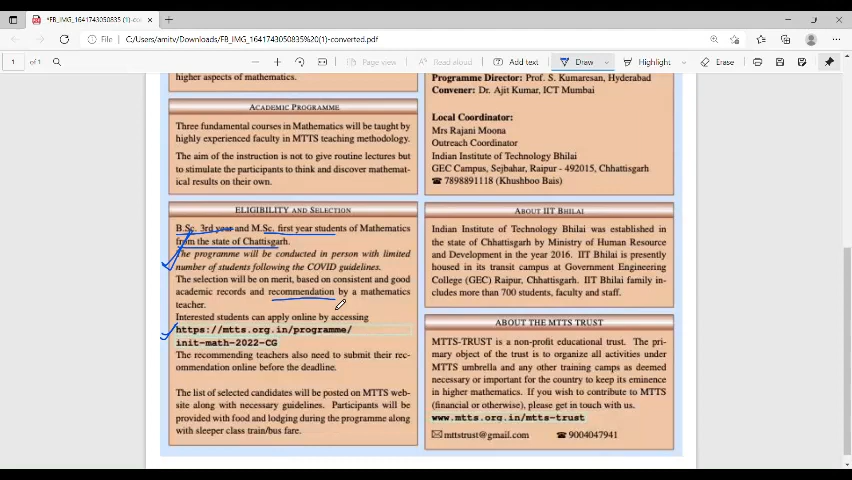 *FB_IMG_1641743050835 (1)-con
File
C:/Users/amitv/Downloads/FB_IMG_1641743050835%20(1)-converted.pdf
1 of 1
Page view
Read aloud
Add text
Draw
Highlight
Erase
higher aspects of mathematics.
ACADEMIC PROGRAMME
Three fundamental courses in Mathematics will be taught by
highly experienced faculty in MTTS teaching methodology.
The aim of the instruction is not to give routine lectures but
to stimulate the participants to think and discover mathemat-
ical results on their own.
ELIGIBILITY AND SELECTION
B.Sc. 3rd year and M.Sc. first year students of Mathematics
from the state of Chattisgarh.
The programme will be conducted in person with limited
number of students following the COVID guidelines.
The selection will be on merit, based on consistent and good
academic records and recommendation by a mathematics
teacher.
Interested students can apply online by accessing
https://mtts.org.in/programme/
init-math-2022-CG
The recommending teachers also need to submit their rec-
ommendation online before the deadline.
The list of selected candidates will be posted on MTTS web-
site along with necessary guidelines. Participants will be
provided with food and lodging during the programme along
with sleeper class train/bus fare.
Programme Director: Prof. S. Kumaresan, Hyderabad
Convener: Dr. Ajit Kumar, ICT Mumbai
Local Coordinator:
Mrs Rajani Moona
Outreach Coordinator
Indian Institute of Technology Bhilai
GEC Campus, Sejbahar, Raipur - 492015, Chhattisgarh
☎ 7898891118 (Khushboo Bais)
ABOUT IIT BHILAI
Indian Institute of Technology Bhilai was established in
the state of Chhattisgarh by Ministry of Human Resource
and Development in the year 2016. IIT Bhilai is presently
housed in its transit campus at Government Engineering
College (GEC) Raipur, Chhattisgarh. IIT Bhilai family in-
cludes more than 700 students, faculty and staff.
ABOUT THE MTTS TRUST
MTTS-TRUST is a non-profit educational trust. The pri-
mary object of the trust is to organize all activities under
MTTS umbrella and any other training camps as deemed
necessary or important for the country to keep its eminence
in higher mathematics. If you wish to contribute to MTTS
(financial or otherwise), please get in touch with us.
www.mtts.org.in/mtts-trust
✉mttstrust@gmail.com ☎ 9004047941